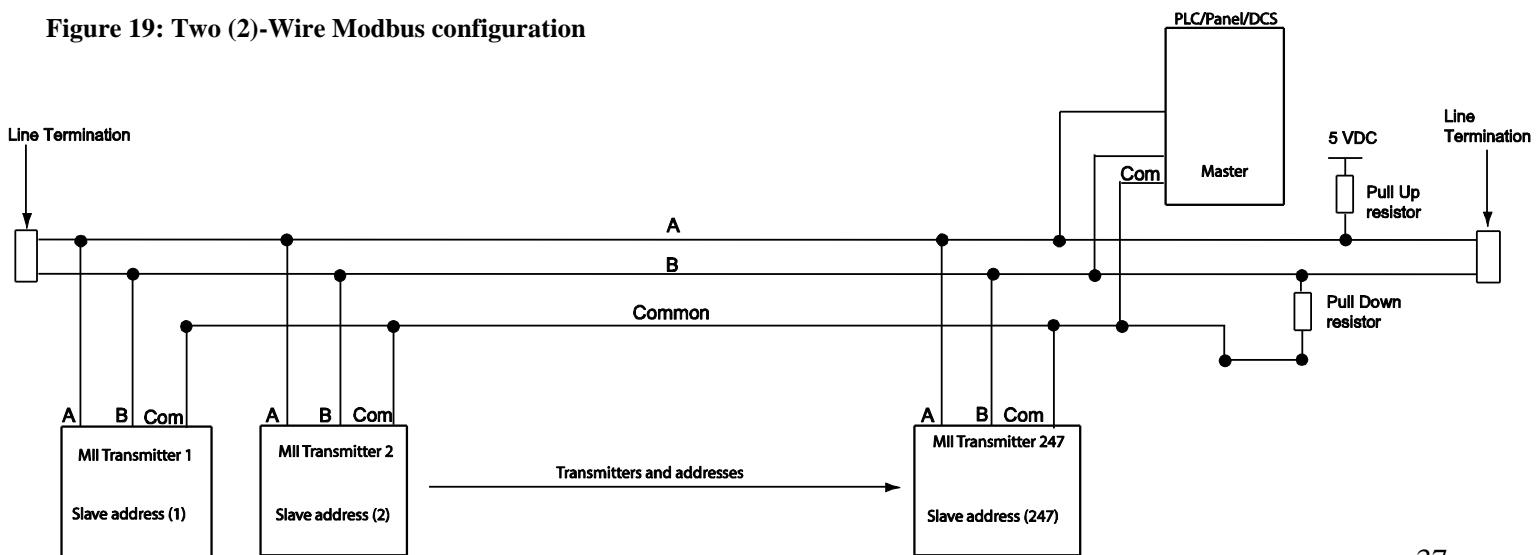 Figure 19: Two (2)-Wire Modbus configuration
PLC/Panel/DCS
Line Termination
Line
Termination
5 VDC
Com
Master
Pull Up
resistor
A
B
Pull Down
resistor
Common
A B Com
A B Com
A B Com
MII Transmitter 1
MII Transmitter 2
MII Transmitter 247
Transmitters and addresses
Slave address (1)
Slave address (2)
Slave address (247)